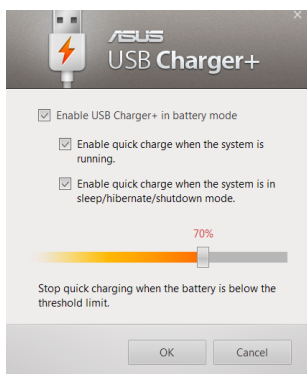 ASUS
USB Charger+
Enable USB Charger+ in battery mode
Enable quick charge when the system is
running.
Enable quick charge when the system is in
sleep/hibernate/shutdown mode.
70%
Stop quick charging when the battery is below the
threshold limit.
OK Cancel